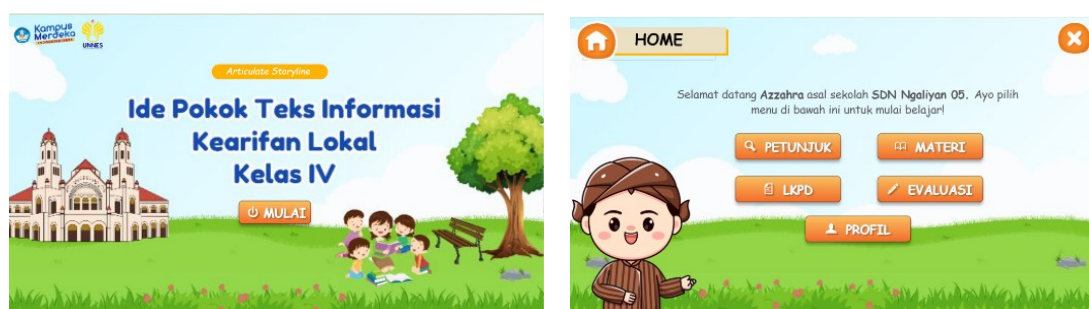 Kampus
Merdeka
UNNES
Articulate Storyline
Ide Pokok Teks Informasi
Kearifan Lokal
Kelas IV
MULAI
HOME
Selamat datang Azzahra asal sekolah SDN Ngaliyan 05. Ayo pilih
menu di bawah ini untuk mulai belajar!
PETUNJUK
MATERI
LKPD
EVALUASI
PROFIL